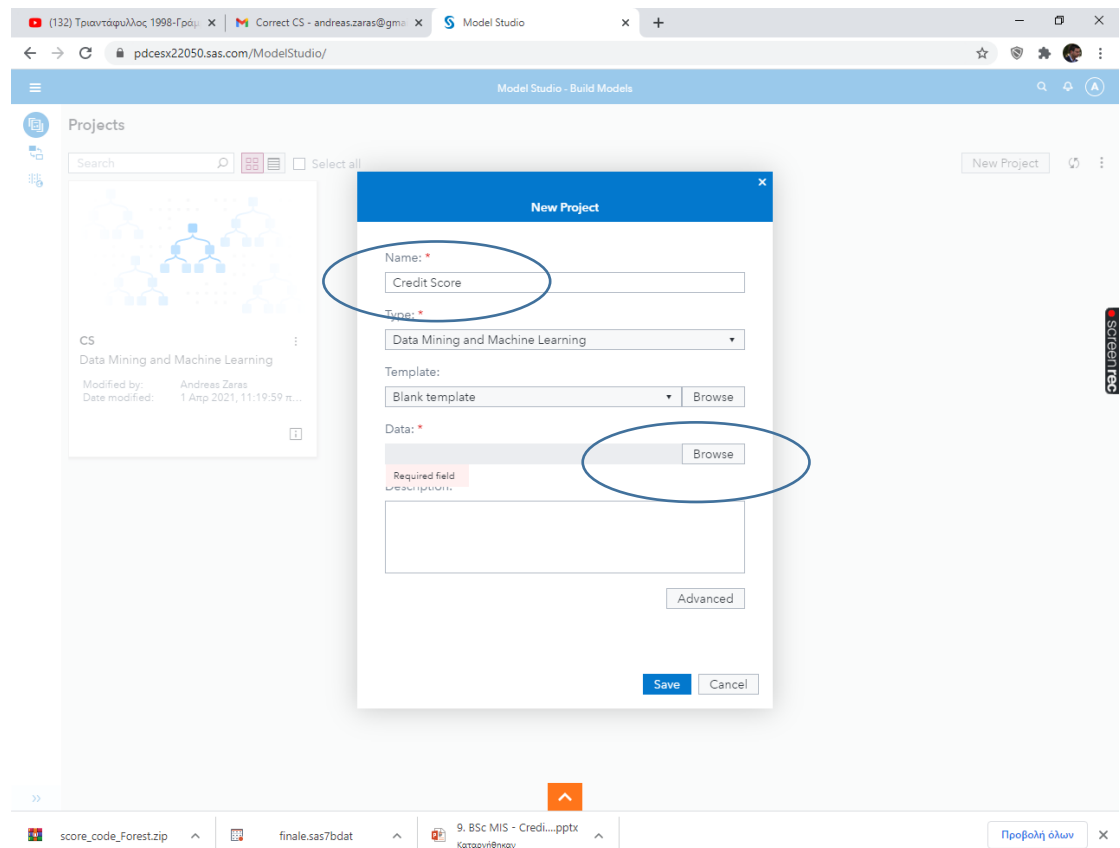 (132) Τριαντάφυλλος 1998-Γράμ
Correct CS - andreas.zaras@gma
Model Studio
pdcesx22050.sas.com/ModelStudio/
Model Studio - Build Models
A
Projects
Search
Select all
New Project
New Project
Name: *
Credit Score
Type: *
Data Mining and Machine Learning
Template:
Blank template
Browse
Data: *
Browse
Required field
Description:
Advanced
Save
Cancel
CS
Data Mining and Machine Learning
Modified by: Andreas Zaras
Date modified: 1 Απρ 2021, 11:19:59 π...
screenrec
score_code_Forest.zip
finale.sas7bdat
9. BSc MIS - Credi....pptx
Καταργήθηκαν
Προβολή όλων